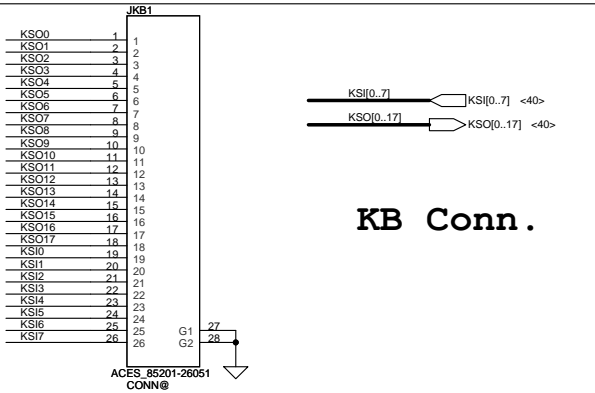 JKB1
KSO0 1 1
KSO1 2 2
KSO2 3 3
KSO3 4 4
KSO4 5 5
KSO5 6 6
KSO6 7 7
KSO7 8 8
KSO8 9 9
KSO9 10 10
KSO10 11 11
KSO11 12 12
KSO12 13 13
KSO13 14 14
KSO14 15 15
KSO15 16 16
KSO16 17 17
KSO17 18 18
KSI0 19 19
KSI1 20 20
KSI2 21 21
KSI3 22 22
KSI4 23 23
KSI5 24 24
KSI6 25 25 G1 27
KSI7 26 26 G2 28
ACES_85201-26051
CONN@
KSI[0..7] KSI[0..7] <40>
KSO[0..17] KSO[0..17] <40>
KB Conn.